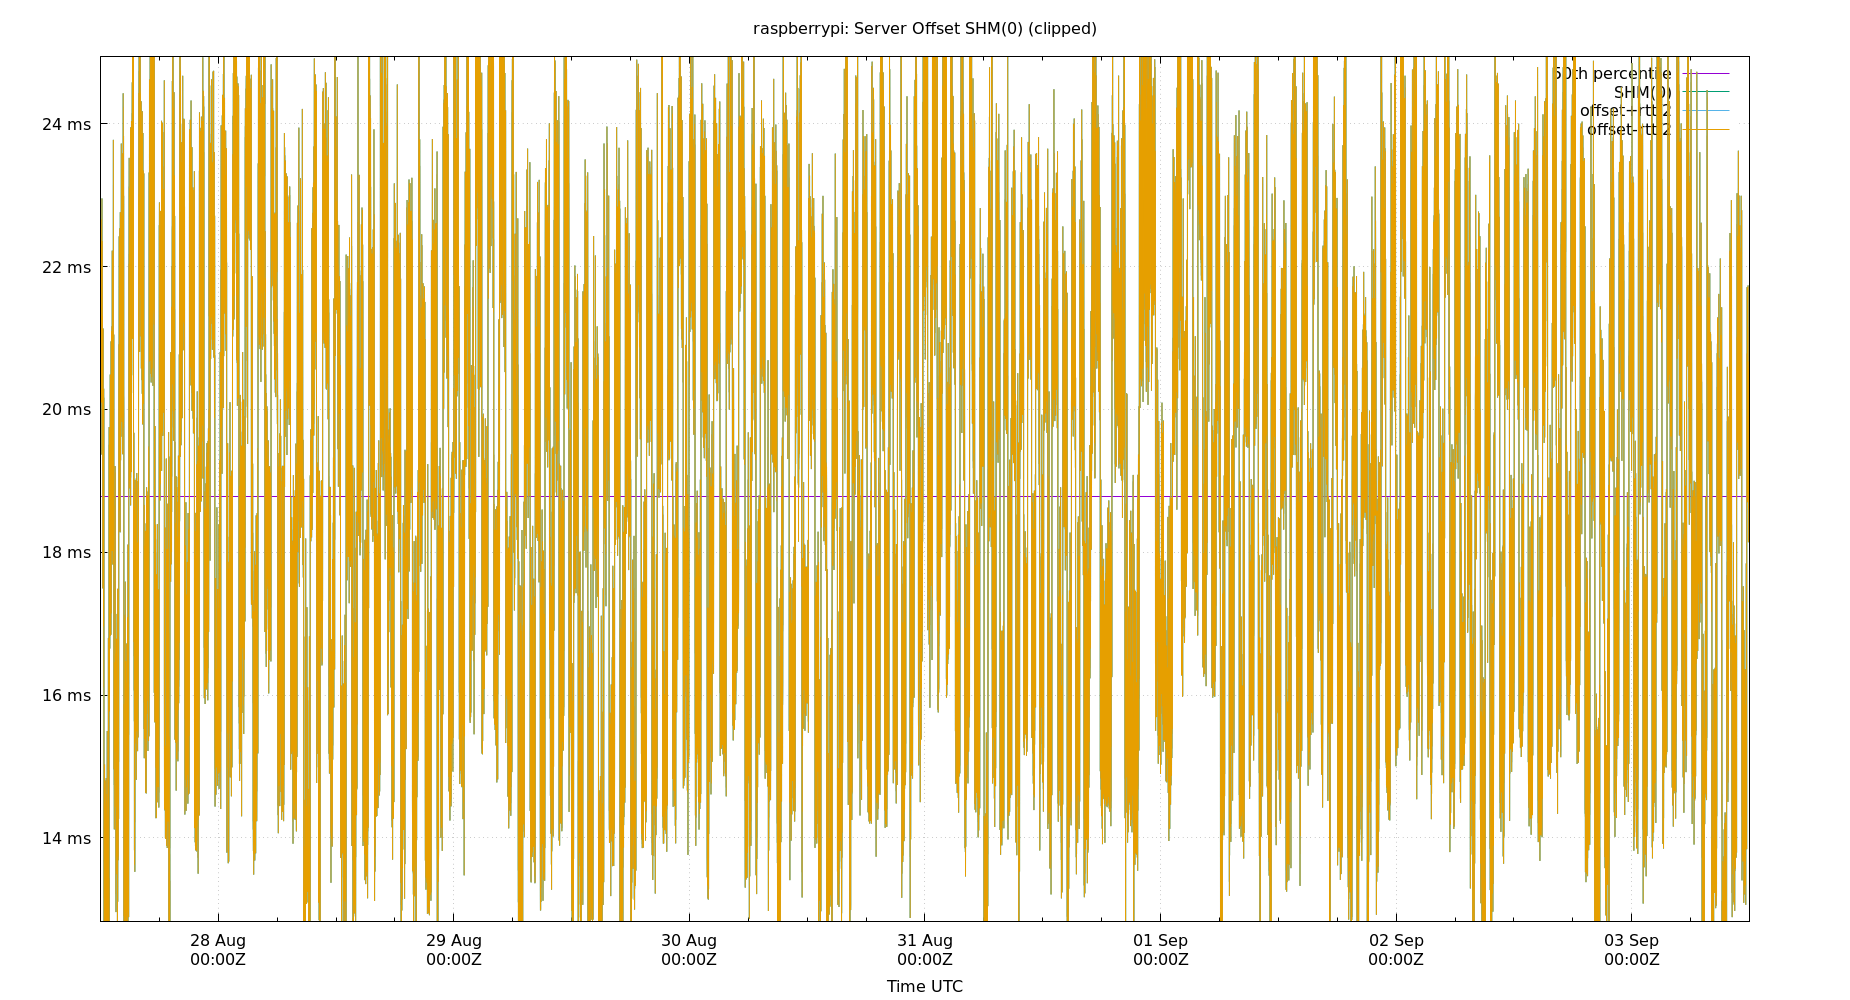 raspberrypi: Server Offset SHM(0) (clipped)
50th percentile
SHM(0)
offset+rtt/2
offset-rtt/2
24 ms
22 ms
20 ms
18 ms
16 ms
14 ms
28 Aug 29 Aug 30 Aug 31 Aug 01 Sep 02 Sep 03 Sep
00:00Z 00:00Z 00:00Z 00:00Z 00:00Z 00:00Z 00:00Z
Time UTC